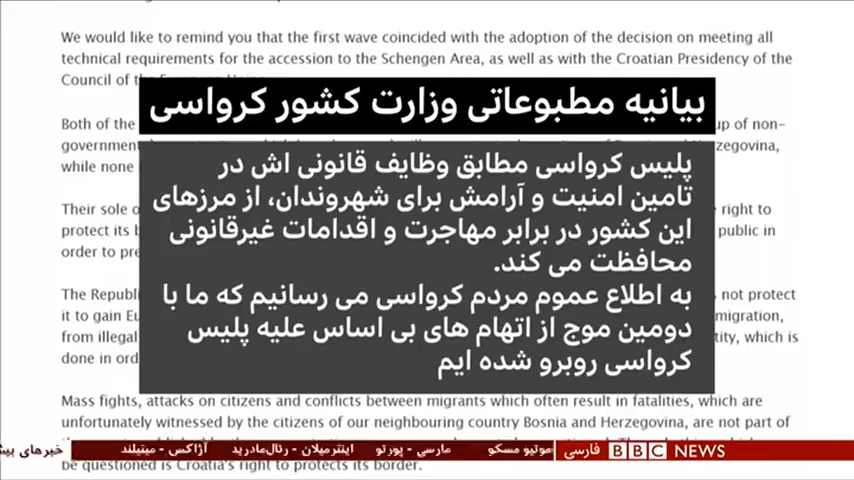 We would like to remind you that the first wave coincided with the adoption of the decision on meeting all
technical requirements for the accession to the Schengen Area, as well as with the Croatian Presidency of the
Council of the European Union
بیانیه مطبوعاتی وزارت کشور کرواسی
Both of the
up of non-
government
erzegovina,
while none
پلیس کرواسی مطابق وظایف قانونی اش در
تامین امنیت و آرامش برای شهروندان، از مرزهای
این کشور در برابر مهاجرت و اقدامات غیرقانونی
محافظت می کند.
به اطلاع عموم مردم کرواسی می رسانیم که ما با
دومین موج از اتهام های بی اساس علیه پلیس
کرواسی روبرو شده ایم
Their sole
right to
protect its
public in
order to
The
not protect
it to gain
migration,
from illegal
which is
done in
Mass fights, attacks on citizens and conflicts between migrants which often result in fatalities, which are
unfortunately witnessed by the citizens of our neighbouring country Bosnia and Herzegovina, are not part of
BBC NEWS فارسی
موتیو مسکو
مارسی - پورتو
اینترمیلان - رئال‌مادرید
آژاکس - میتیلند
خبرهای
be questioned is Croatia's right to protects its border.